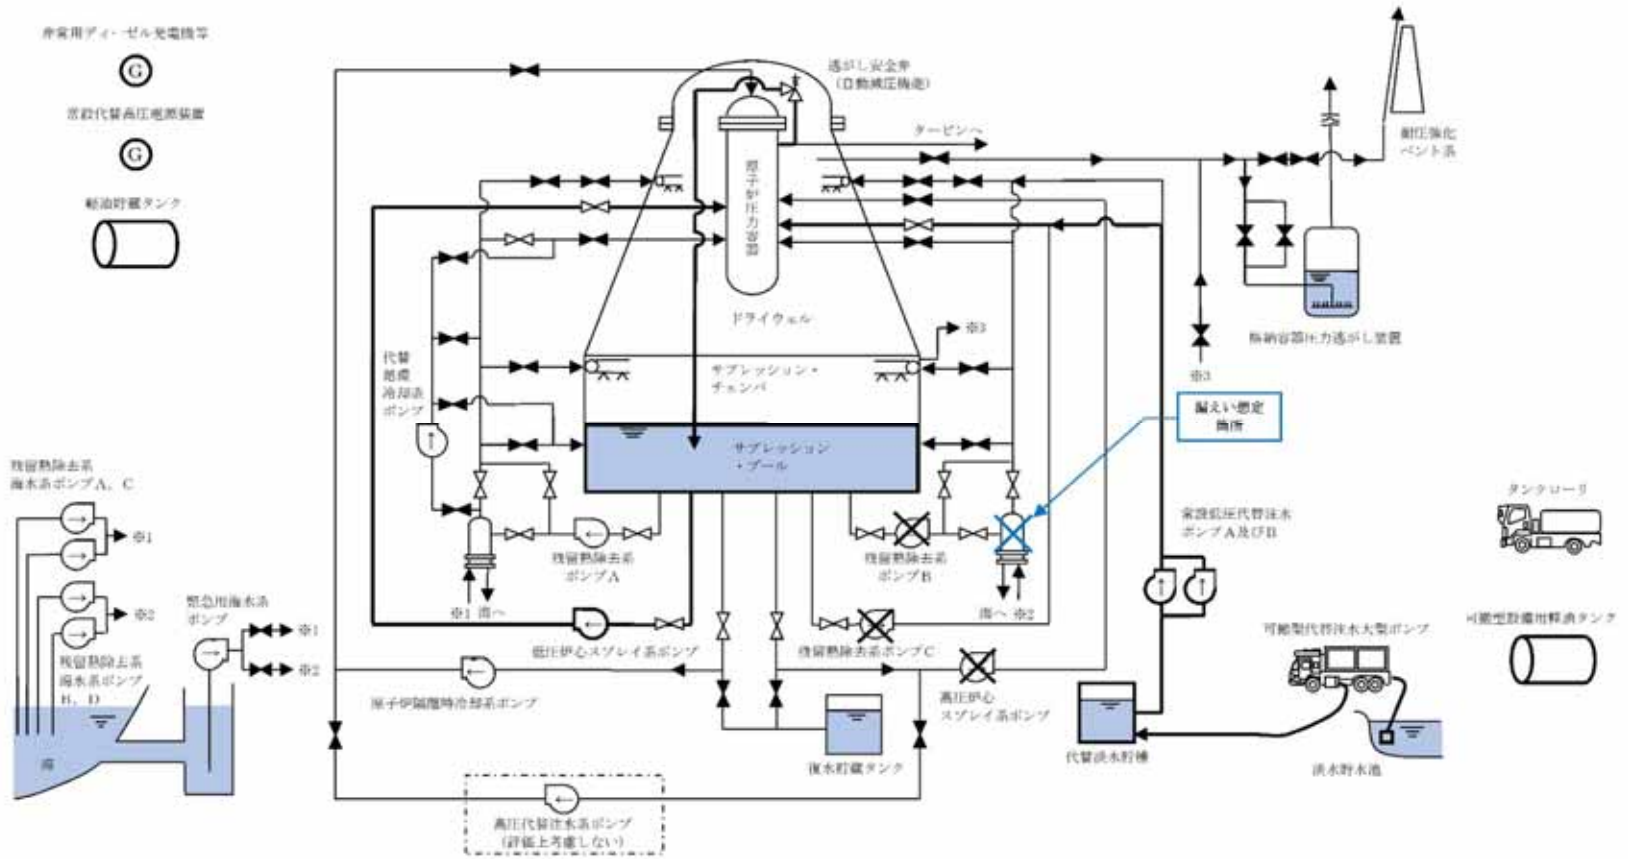 非常用ディーゼル発電機等
G
常設代替高圧電源装置
G
軽油貯蔵タンク
逃がし安全弁
(自動減圧機能)
タービンへ
耐圧強化
ベント系
原子炉圧力容器
ドライウェル
※3
格納容器圧力逃がし装置
※3
代替
循環
冷却系
ポンプ
サプレッション・
チェンバ
漏えい想定
箇所
サプレッション
・プール
残留熱除去系
海水系ポンプA，C
※1
※2
残留熱除去系
海水系ポンプ
B，D
緊急用海水系
ポンプ
※1
※2
海
残留熱除去系
ポンプA
※1 海へ
残留熱除去系
ポンプB
海へ ※2
常設低圧代替注水
ポンプA及びB
タンクローリ
低圧炉心スプレイ系ポンプ
残留熱除去系ポンプC
可搬型代替注水大型ポンプ
可搬型設備用軽油タンク
原子炉隔離時冷却系ポンプ
高圧炉心
スプレイ系ポンプ
復水貯蔵タンク
代替淡水貯槽
淡水貯水池
高圧代替注水系ポンプ
(評価上考慮しない)